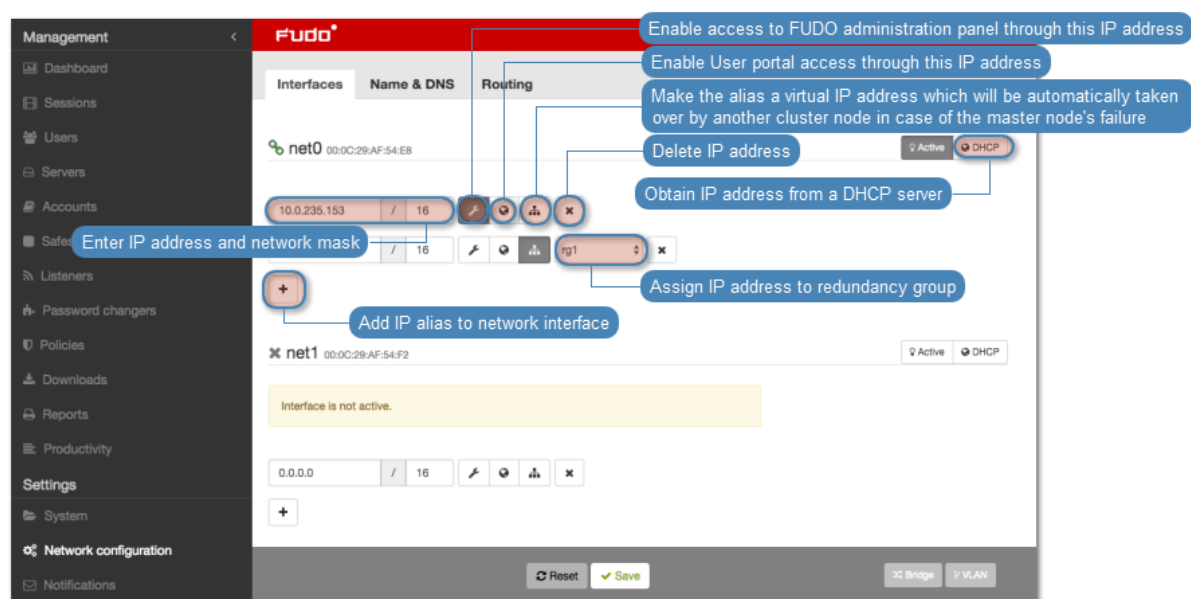 Management
Dashboard
Sessions
Users
Servers
Accounts
Safes
Listeners
Password changers
Policies
Downloads
Reports
Productivity
Settings
System
Network configuration
Notifications
FUDO
Enable access to FUDO administration panel through this IP address
Interfaces Name & DNS Routing
Enable User portal access through this IP address
Make the alias a virtual IP address which will be automatically taken
over by another cluster node in case of the master node's failure
net0 00:0C:29:AF:54:E8
Delete IP address
Active DHCP
Obtain IP address from a DHCP server
10.0.235.153 / 16
Enter IP address and network mask
/ 16 rg1
Assign IP address to redundancy group
Add IP alias to network interface
net1 00:0C:29:AF:54:F2
Active DHCP
Interface is not active.
0.0.0.0 / 16
Reset Save
Bridge VLAN